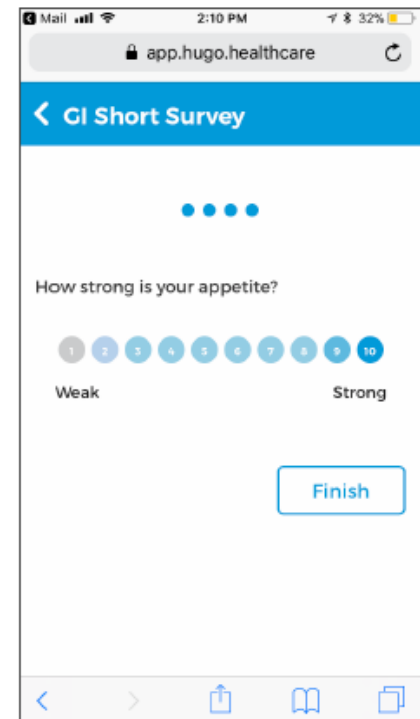 Mail 2:10 PM 32%
app.hugo.healthcare
GI Short Survey
How strong is your appetite?
1 2 3 4 5 6 7 8 9 10
Weak Strong
Finish